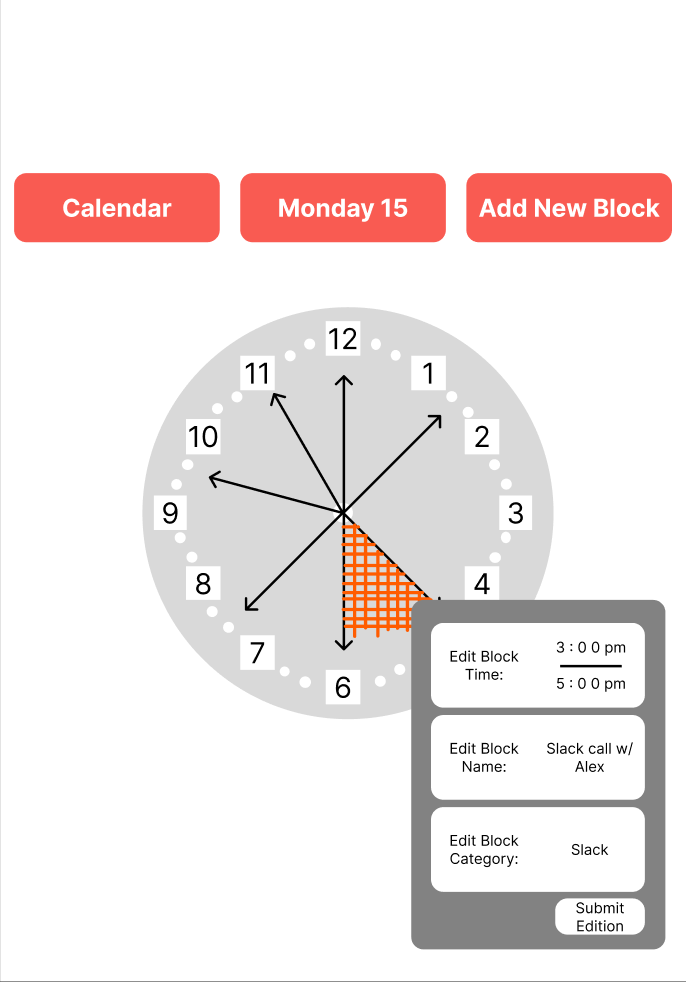 Calendar
Monday 15
Add New Block
12
11
1
10
2
9
3
8
4
7
6
Edit Block
Time:
3 : 0 0 pm
5 : 0 0 pm
Edit Block
Name:
Slack call w/
Alex
Edit Block
Category:
Slack
Submit
Edition